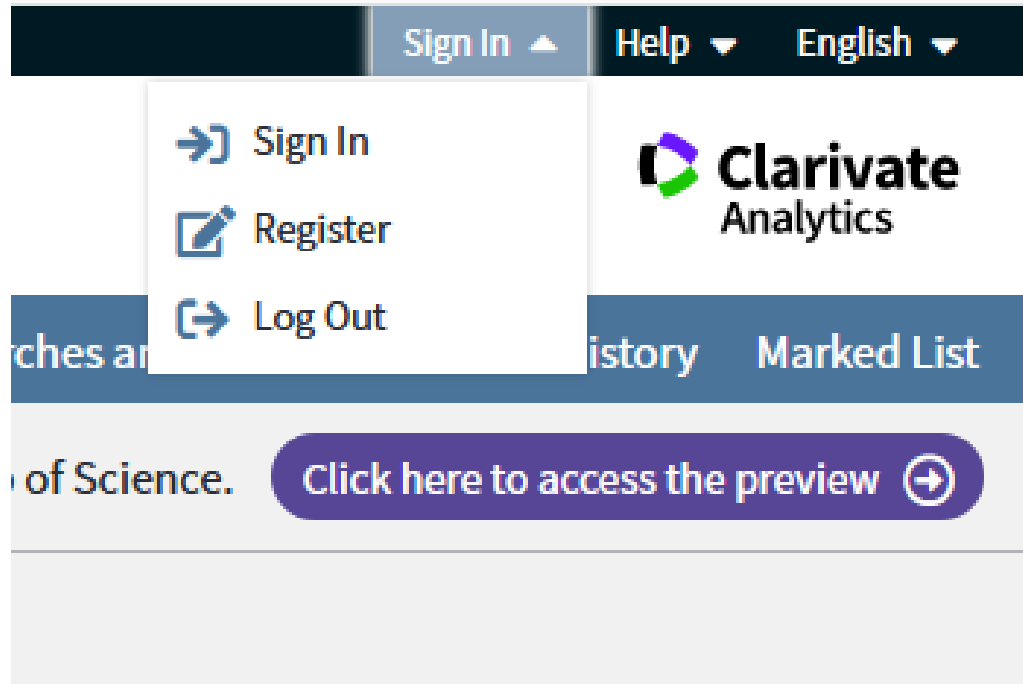 Sign In Help English
Sign In
Clarivate
Analytics
Register
Log Out
istory Marked List
of Science. Click here to access the preview